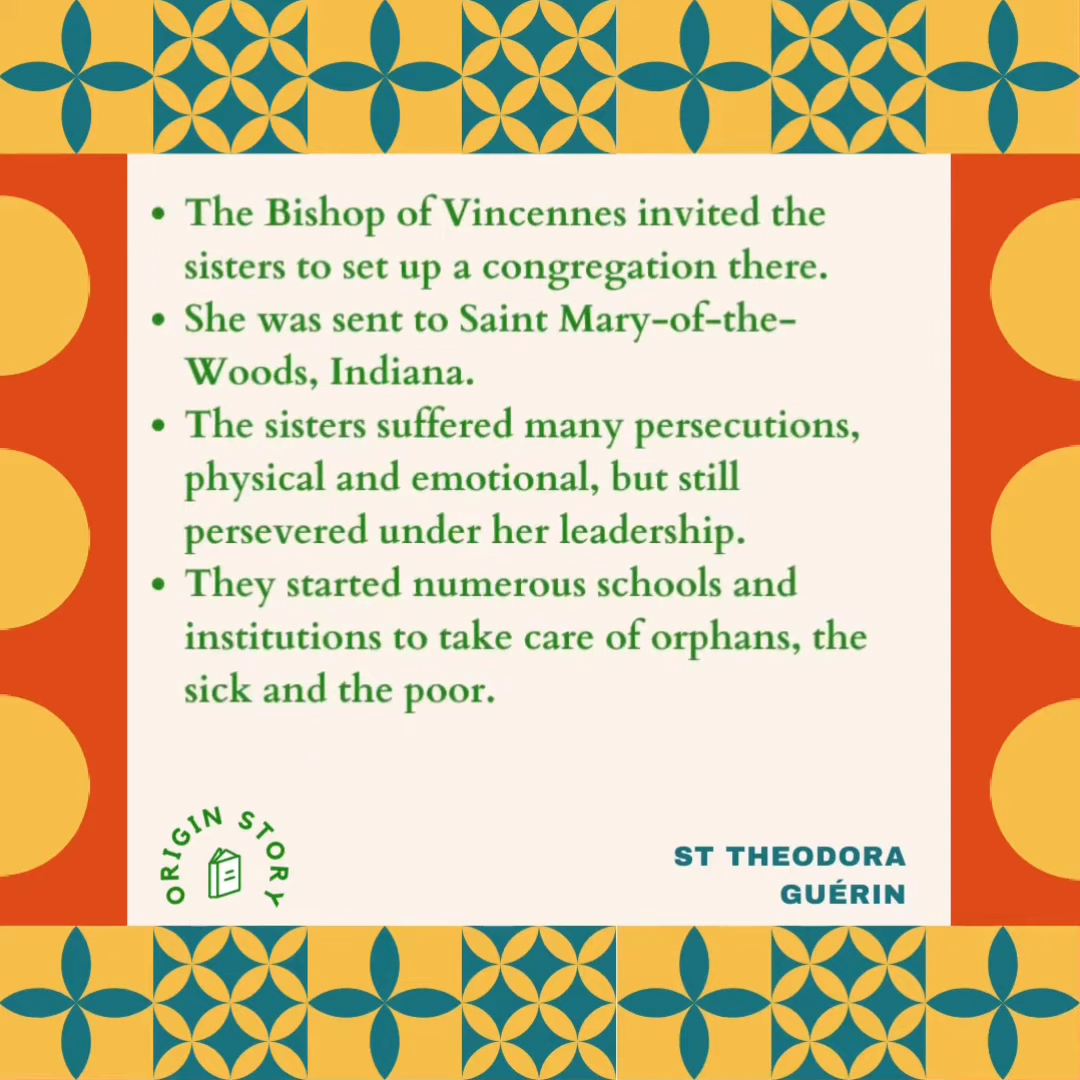 • The Bishop of Vincennes invited the
sisters to set up a congregation there.
• She was sent to Saint Mary-of-the-
Woods, Indiana.
• The sisters suffered many persecutions,
physical and emotional, but still
persevered under her leadership.
• They started numerous schools and
institutions to take care of orphans, the
sick and the poor.
ORIGIN STORY
ST THEODORA
GUÉRIN